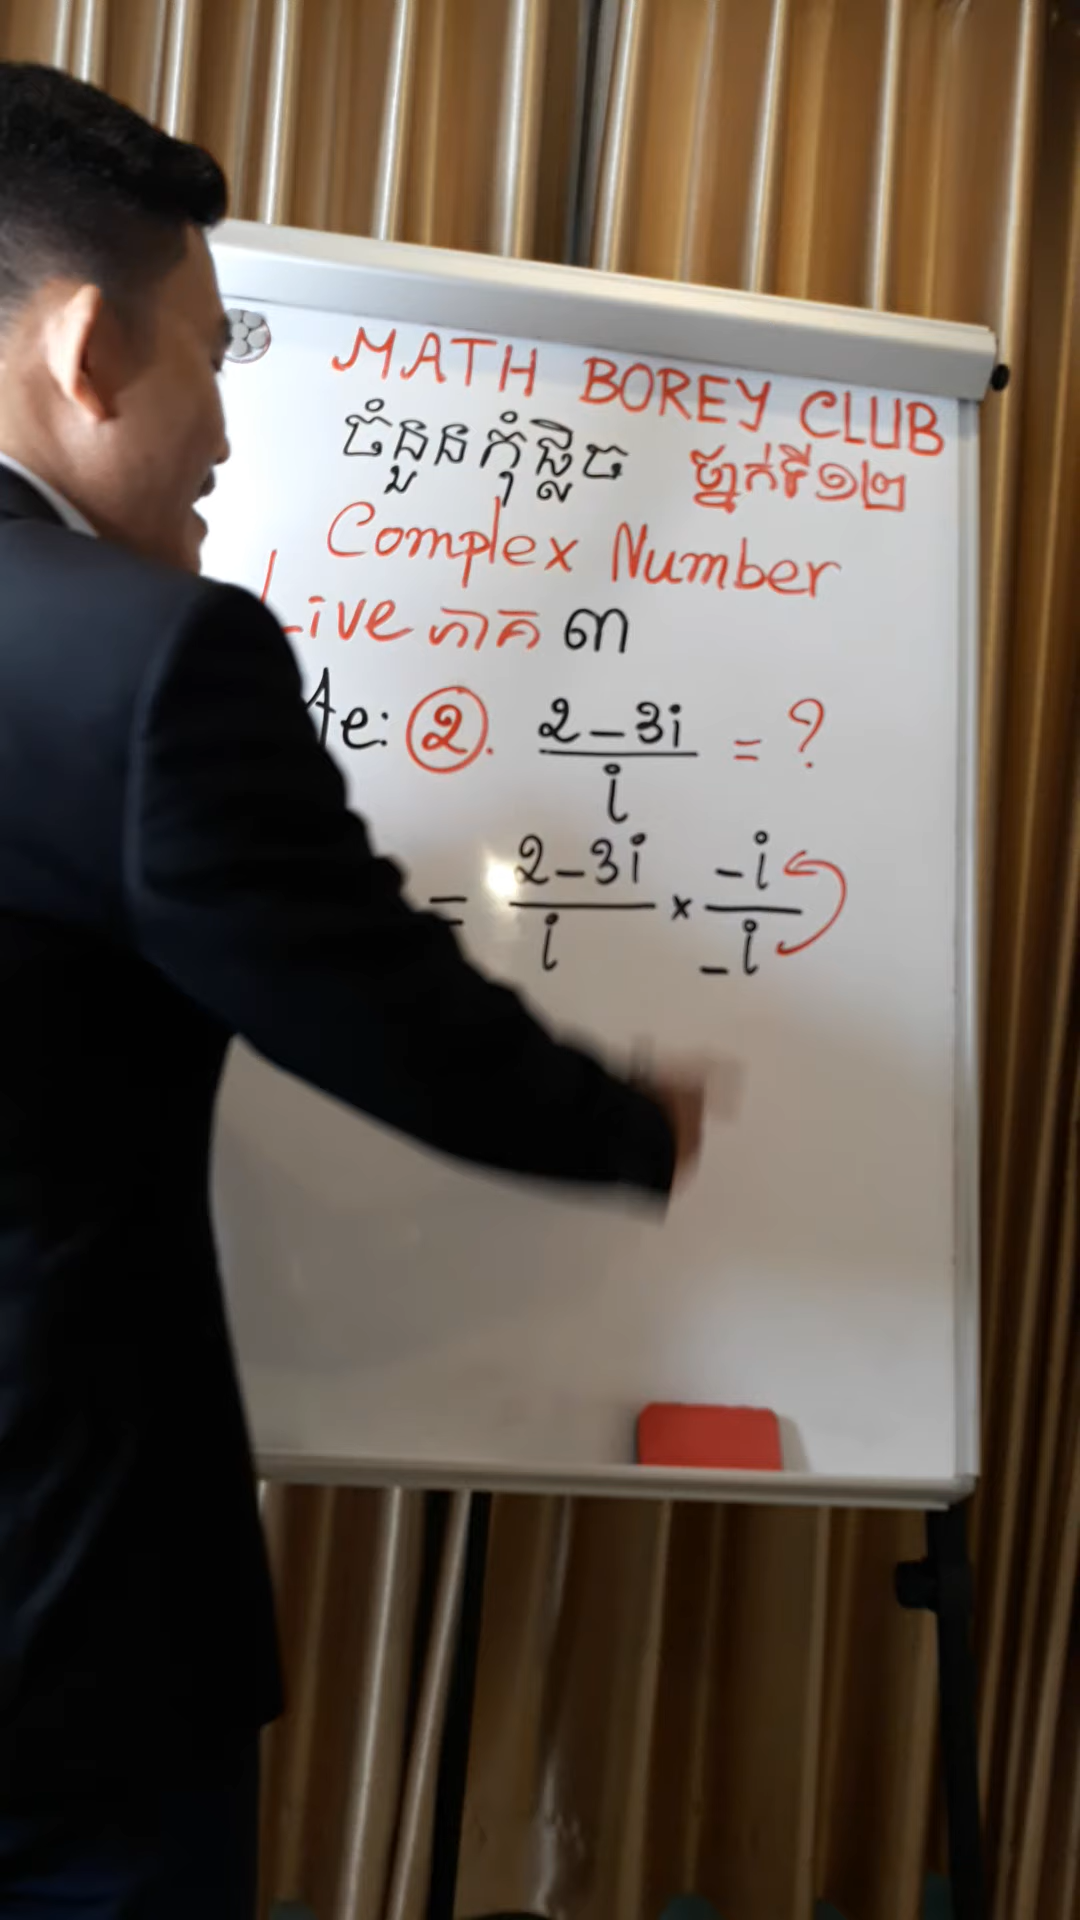 MATH BOREY CLUB
ចំនួនកុំផ្លិច ថ្នាក់ទី១២
Complex Number
Live ភាគ ៣
te: 2. 2-3i / i = ?
= 2-3i / i × -i / -i